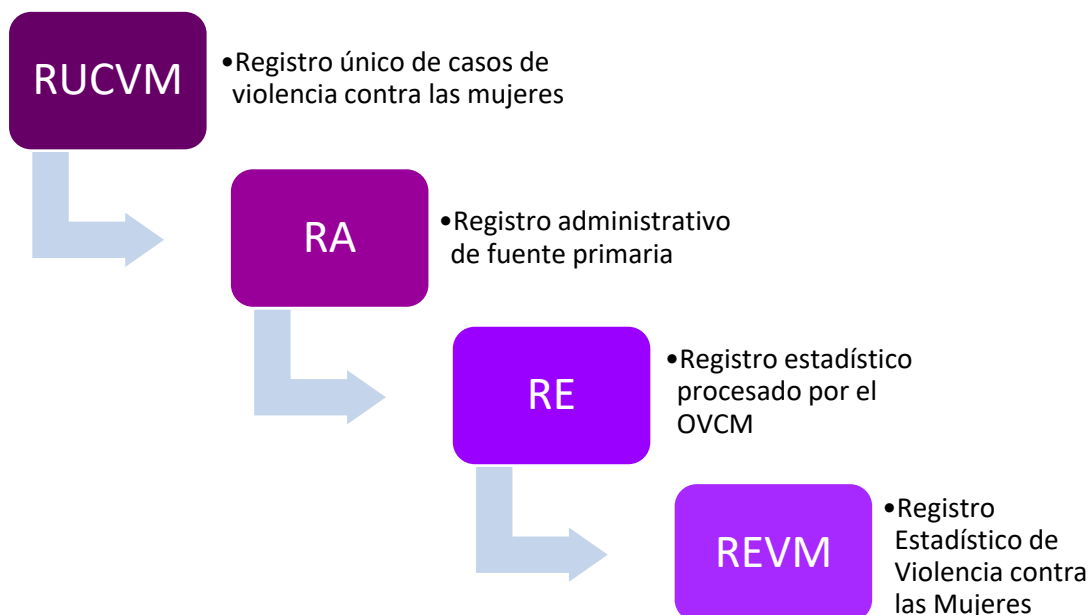 RUCVM
•Registro único de casos de
violencia contra las mujeres
RA
•Registro administrativo
de fuente primaria
RE
•Registro estadístico
procesado por el
OVCM
REVM
•Registro
Estadístico de
Violencia contra
las Mujeres